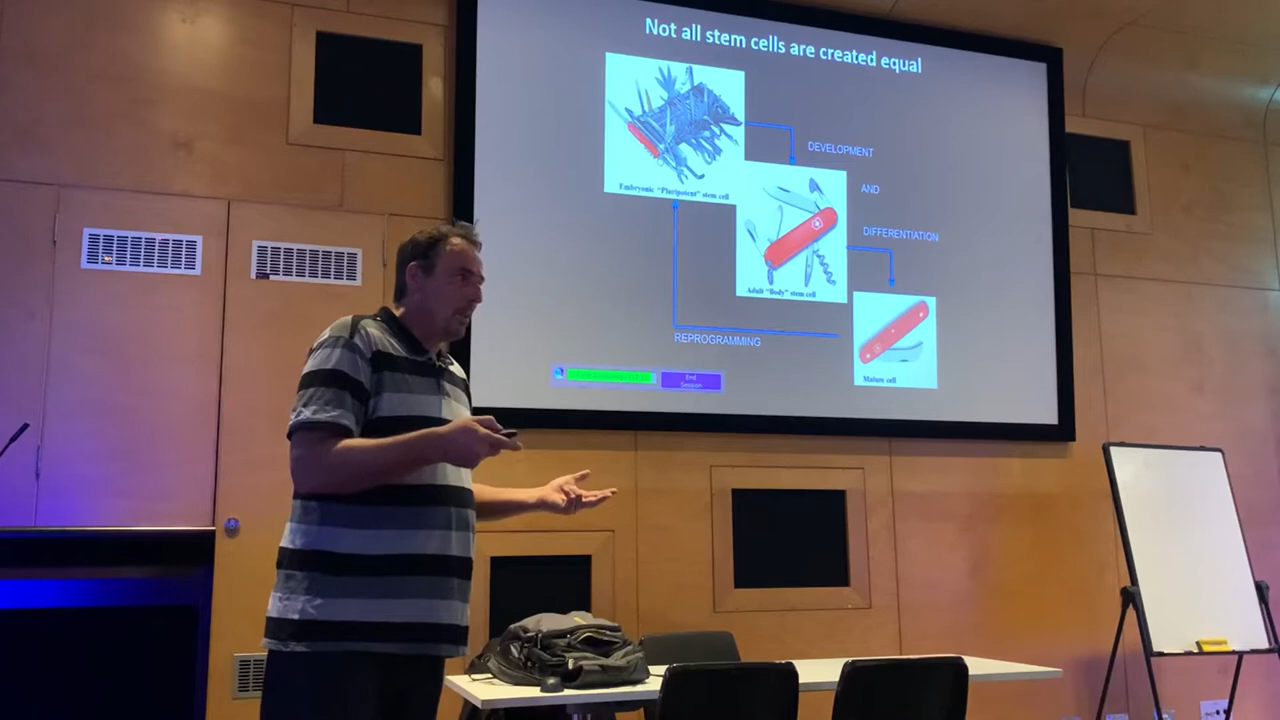 Not all stem cells are created equal
DEVELOPMENT
AND
Embryonic "Pluripotent" stem cell
DIFFERENTIATION
Adult "Body" stem cell
REPROGRAMMING
Mature cell
End
Session